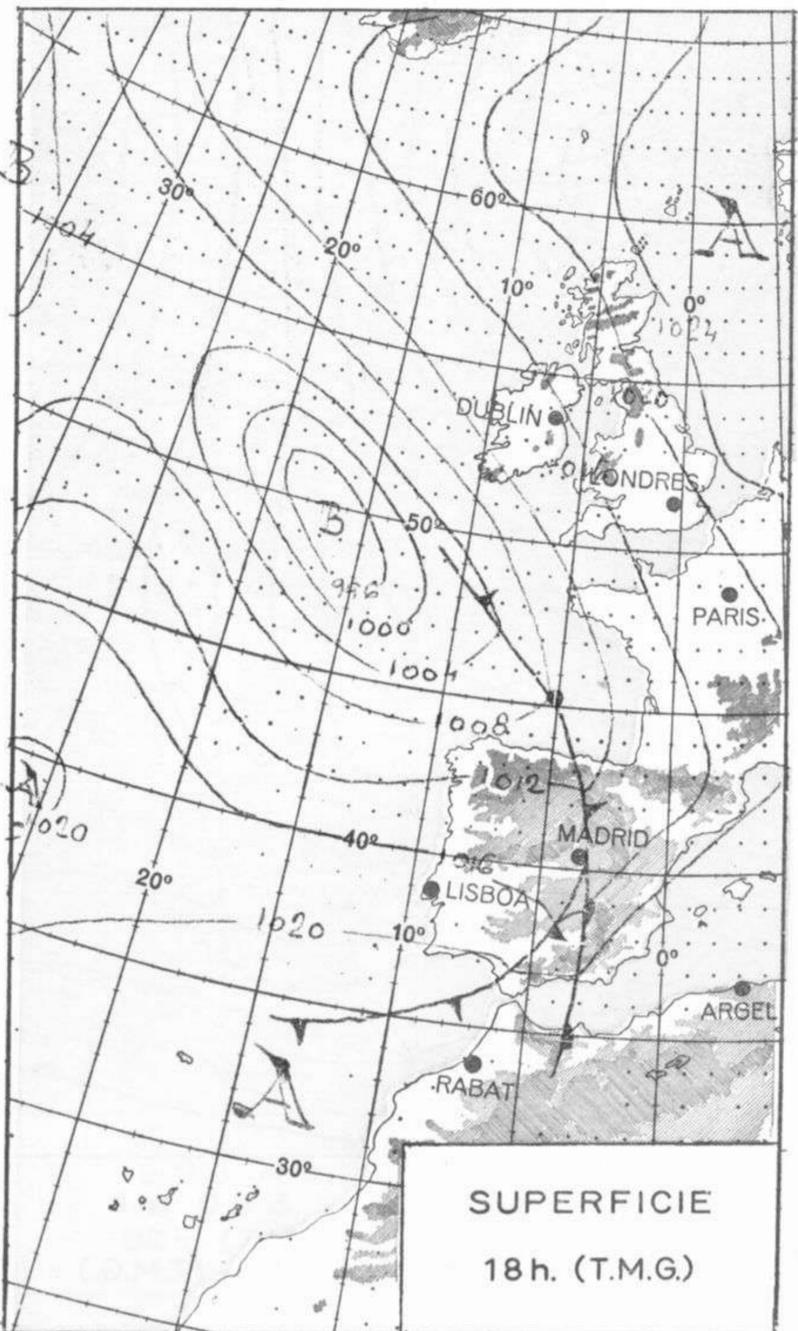 30°
60°
A
1004
20°
10°
0°
1024
DUBLIN
1020
LONDRES
B
50°
996
1000
PARIS
1004
1008
1012
A
1020
40°
MADRID
1016
LISBOA
20°
1020
10°
0°
ARGEL
A
RABAT
30°
SUPERFICIE
18h. (T.M.G.)